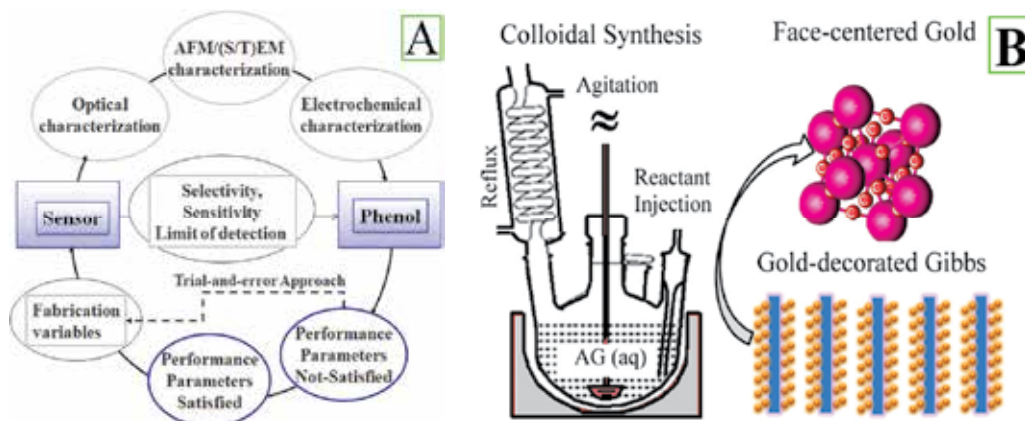 A
AFM/(S/T)EM
characterization
Optical
characterization
Electrochemical
characterization
Selectivity,
Sensitivity
Limit of detection
Sensor
Phenol
Trial-and-error Approach
Fabrication
variables
Performance
Parameters
Satisfied
Performance
Parameters
Not-Satisfied
B
Colloidal Synthesis
Agitation
≈
Reflux
Reactant
Injection
AG (aq)
Face-centered Gold
Gold-decorated Gibbs